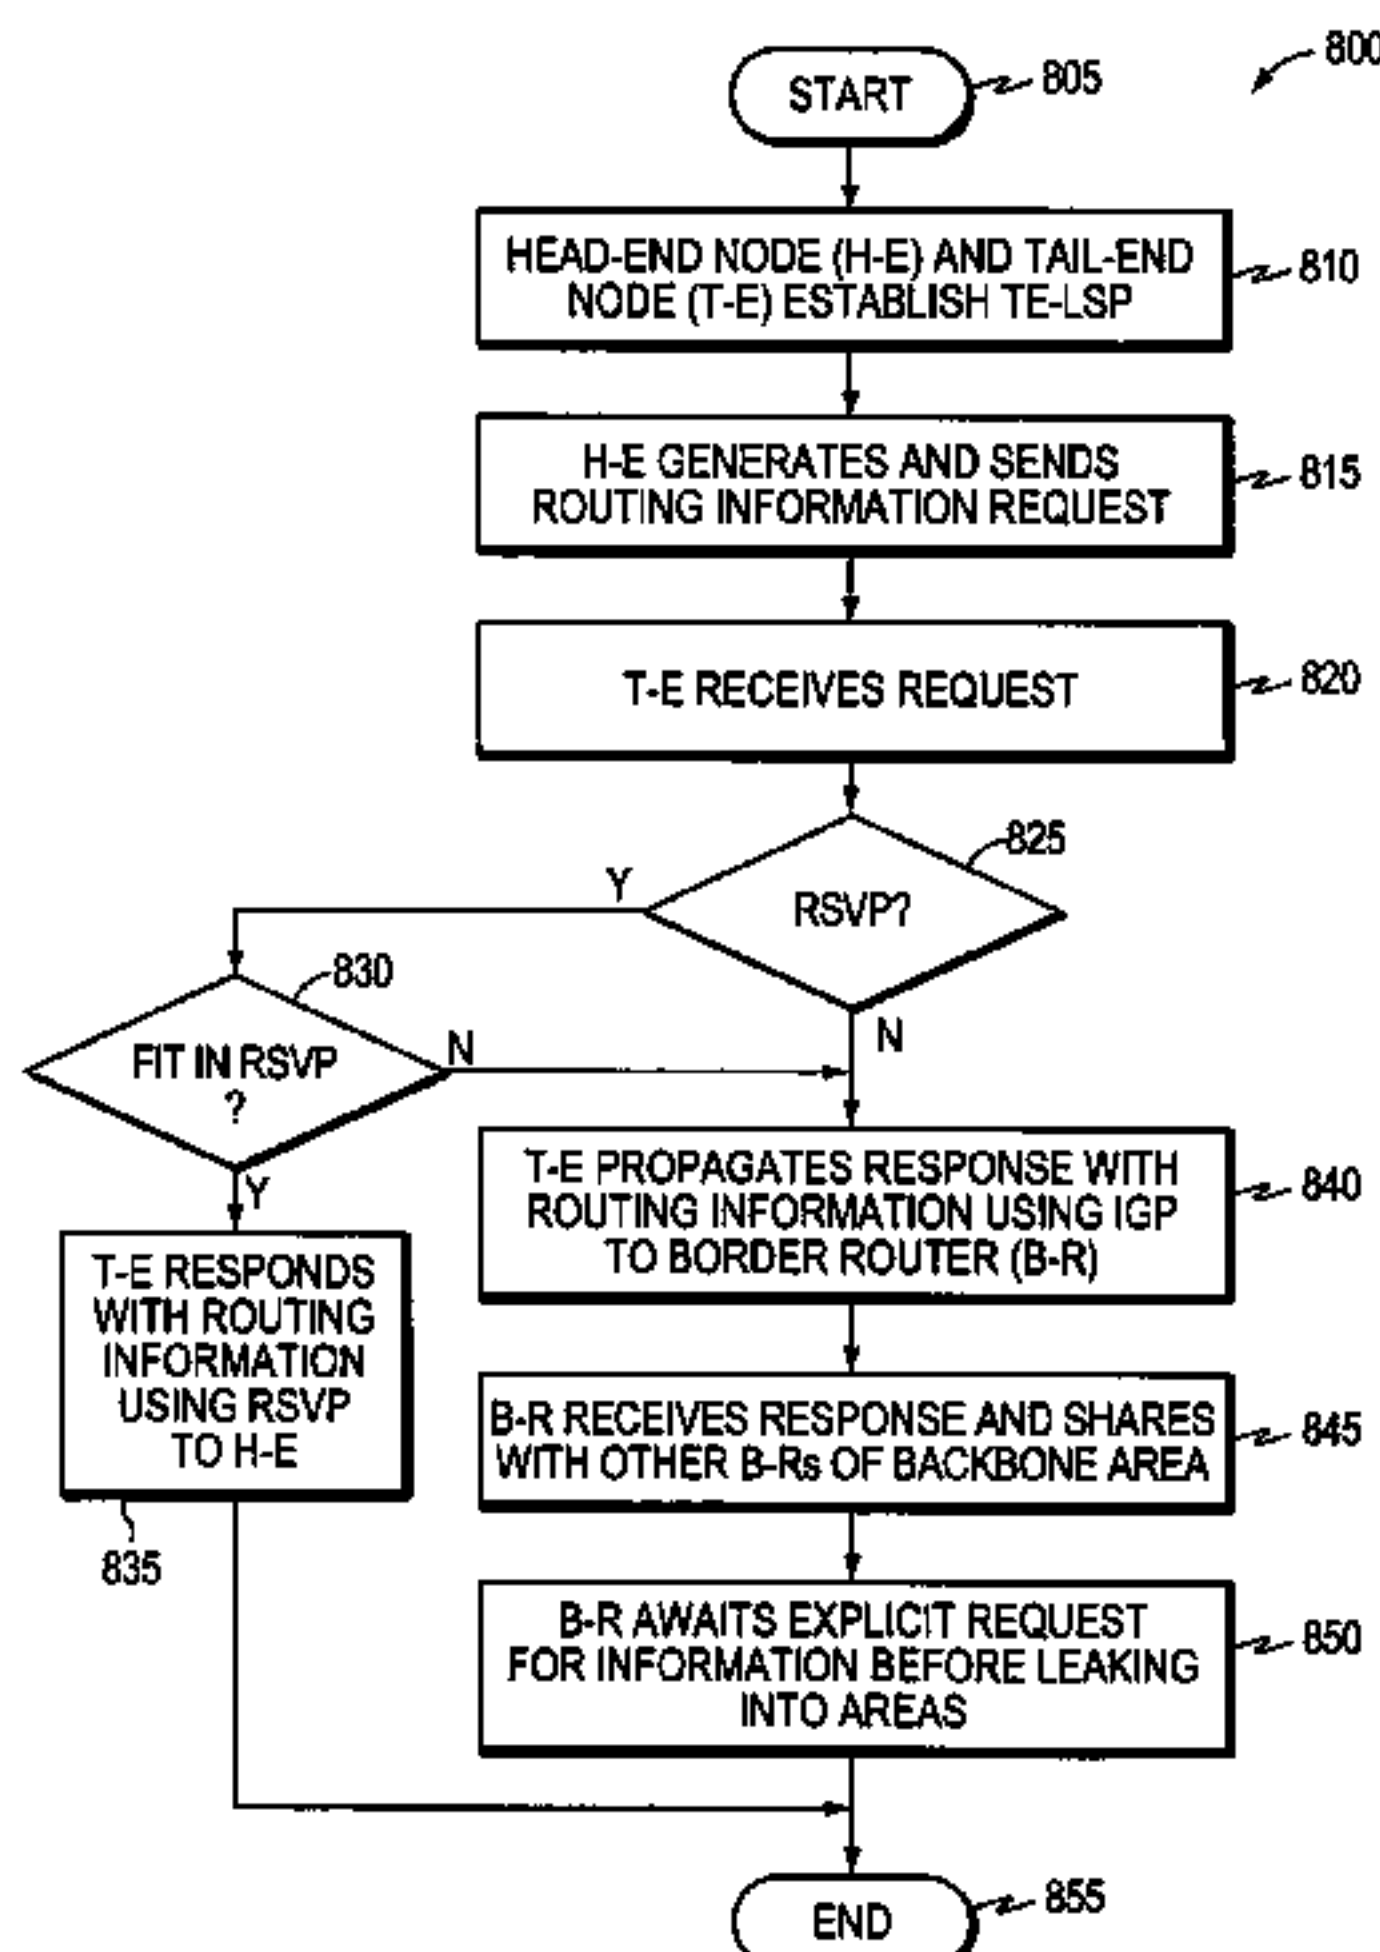 800
START
805
HEAD-END NODE (H-E) AND TAIL-END
NODE (T-E) ESTABLISH TE-LSP
810
H-E GENERATES AND SENDS
ROUTING INFORMATION REQUEST
815
T-E RECEIVES REQUEST
820
825
RSVP?
Y
N
830
FIT IN RSVP
?
N
Y
T-E RESPONDS
WITH ROUTING
INFORMATION
USING RSVP
TO H-E
835
T-E PROPAGATES RESPONSE WITH
ROUTING INFORMATION USING IGP
TO BORDER ROUTER (B-R)
840
B-R RECEIVES RESPONSE AND SHARES
WITH OTHER B-Rs OF BACKBONE AREA
845
B-R AWAITS EXPLICIT REQUEST
FOR INFORMATION BEFORE LEAKING
INTO AREAS
850
END
855